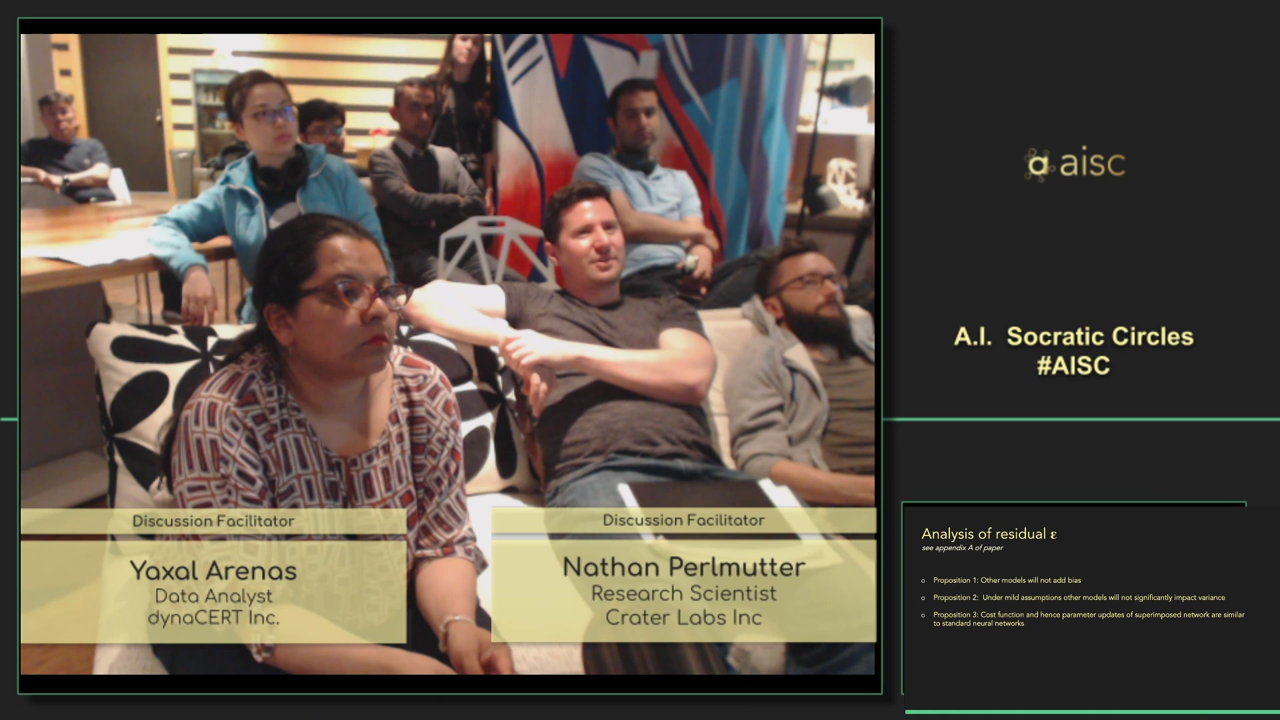 aisc
A.I. Socratic Circles
#AISC
Discussion Facilitator
Yaxal Arenas
Data Analyst
dynaCERT Inc.
Discussion Facilitator
Nathan Perlmutter
Research Scientist
Crater Labs Inc
Analysis of residual ε
see appendix A of paper
Proposition 1: Other models will not add bias
Proposition 2: Under mild assumptions other models will not significantly impact variance
Proposition 3: Cost function and hence parameter updates of superimposed network are similar
to standard neural networks